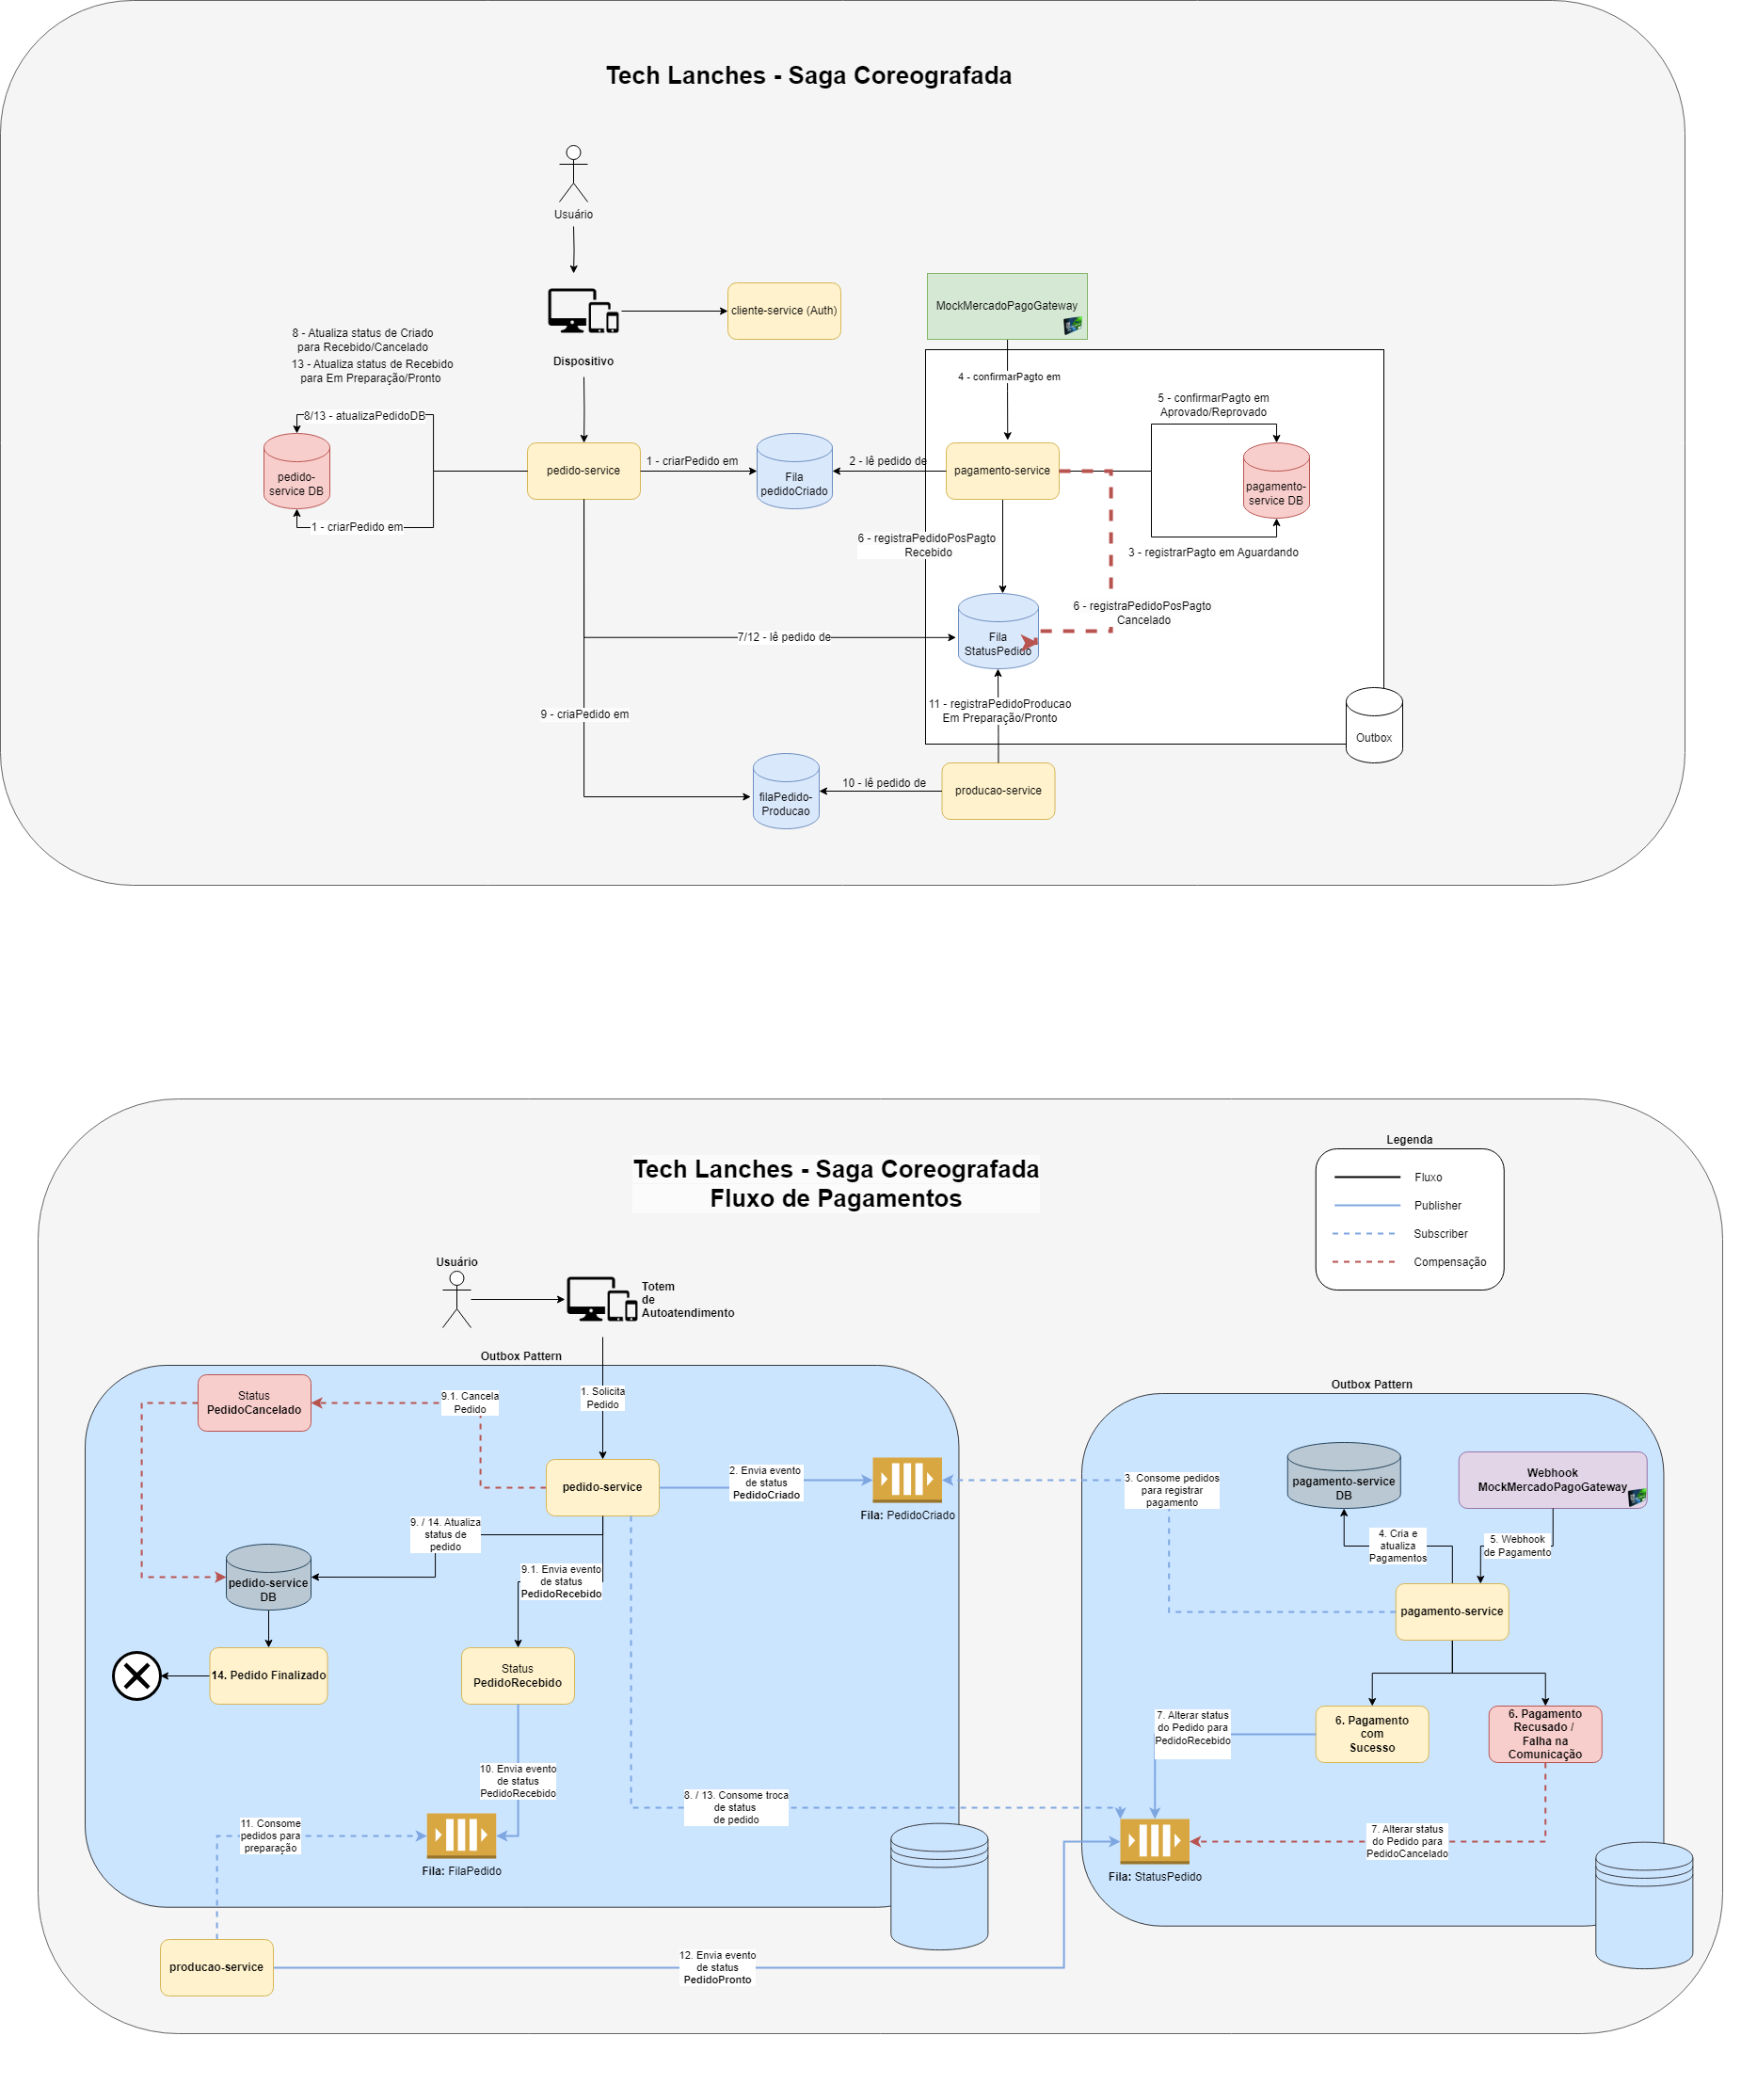 Tech Lanches - Saga Coreografada
Usuário
cliente-service (Auth)
MockMercadoPagoGateway
Dispositivo
8 - Atualiza status de Criado
para Recebido/Cancelado
13 - Atualiza status de Recebido
para Em Preparação/Pronto
4 - confirmarPagto em
5 - confirmarPagto em
Aprovado/Reprovado
8/13 - atualizaPedidoDB
pedido-
service DB
pedido-service
1 - criarPedido em
Fila
pedidoCriado
2 - lê pedido de
pagamento-service
pagamento-
service DB
1 - criarPedido em
6 - registraPedidoPosPagto
Recebido
3 - registrarPagto em Aguardando
6 - registraPedidoPosPagto
Cancelado
7/12 - lê pedido de
Fila
StatusPedido
9 - criaPedido em
11 - registraPedidoProducao
Em Preparação/Pronto
Outbox
filaPedido-
Producao
10 - lê pedido de
producao-service
Tech Lanches - Saga Coreografada
Fluxo de Pagamentos
Legenda
Fluxo
Publisher
Subscriber
Compensação
Usuário
Totem
de
Autoatendimento
Outbox Pattern
Outbox Pattern
Status
PedidoCancelado
9.1. Cancela
Pedido
1. Solicita
Pedido
pedido-service
2. Envia evento
de status
PedidoCriado
Fila: PedidoCriado
3. Consome pedidos
para registrar
pagamento
pagamento-service
DB
Webhook
MockMercadoPagoGateway
9. / 14. Atualiza
status de
pedido
4. Cria e
atualiza
Pagamentos
5. Webhook
de Pagamento
pedido-service
DB
9.1. Envia evento
de status
PedidoRecebido
pagamento-service
14. Pedido Finalizado
Status
PedidoRecebido
7. Alterar status
do Pedido para
PedidoRecebido
6. Pagamento
com
Sucesso
6. Pagamento
Recusado /
Falha na
Comunicação
10. Envia evento
de status
PedidoRecebido
8. / 13. Consome troca
de status
de pedido
11. Consome
pedidos para
preparação
Fila: FilaPedido
Fila: StatusPedido
7. Alterar status
do Pedido para
PedidoCancelado
producao-service
12. Envia evento
de status
PedidoPronto